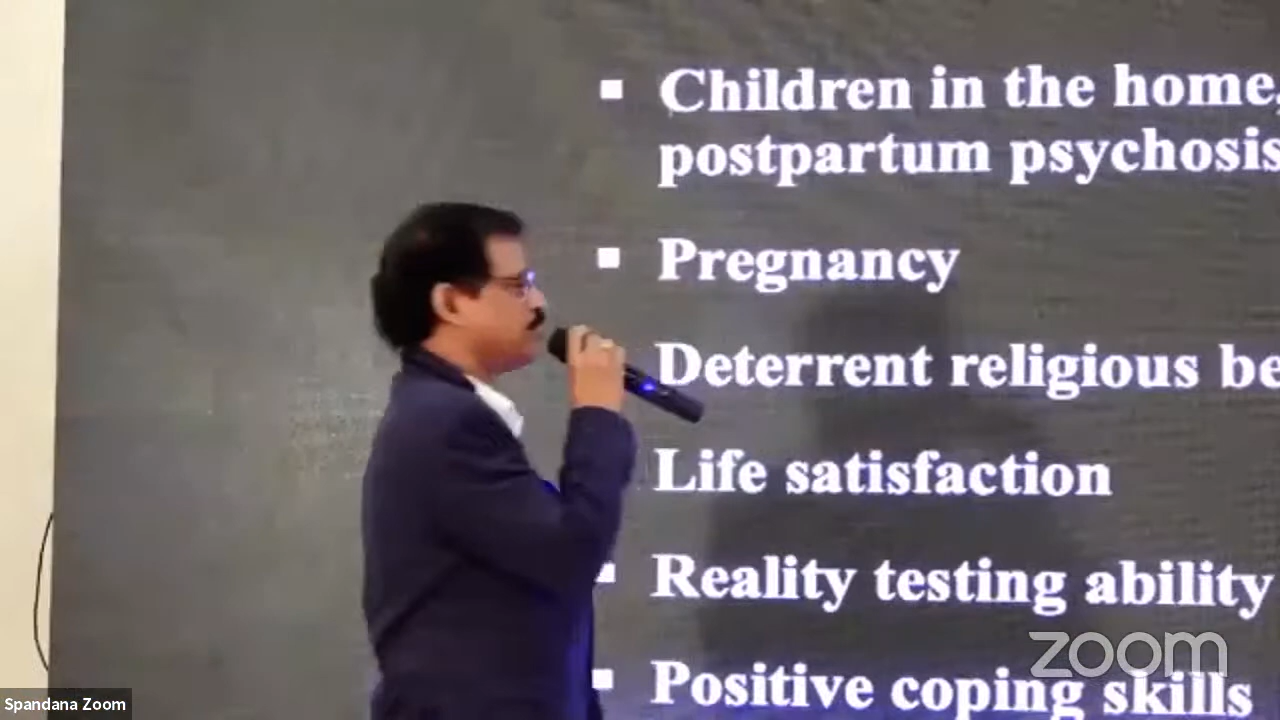 Children in the home,
postpartum psychosis
Pregnancy
Deterrent religious be
Life satisfaction
Reality testing ability
Positive coping skills
zoom
Spandana Zoom